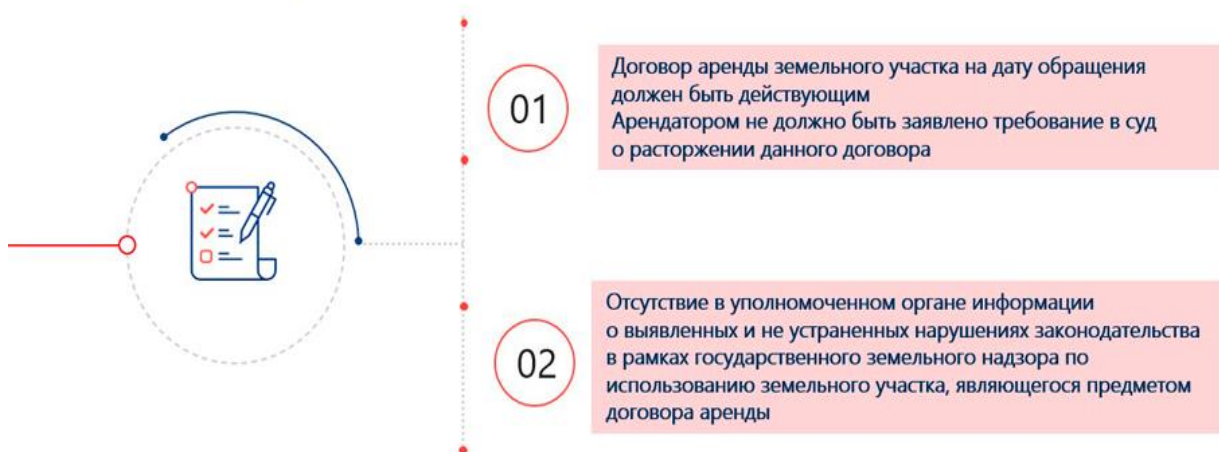 01
Договор аренды земельного участка на дату обращения
должен быть действующим
Арендатором не должно быть заявлено требование в суд
о расторжении данного договора
02
Отсутствие в уполномоченном органе информации
о выявленных и не устраненных нарушениях законодательства
в рамках государственного земельного надзора по
использованию земельного участка, являющегося предметом
договора аренды